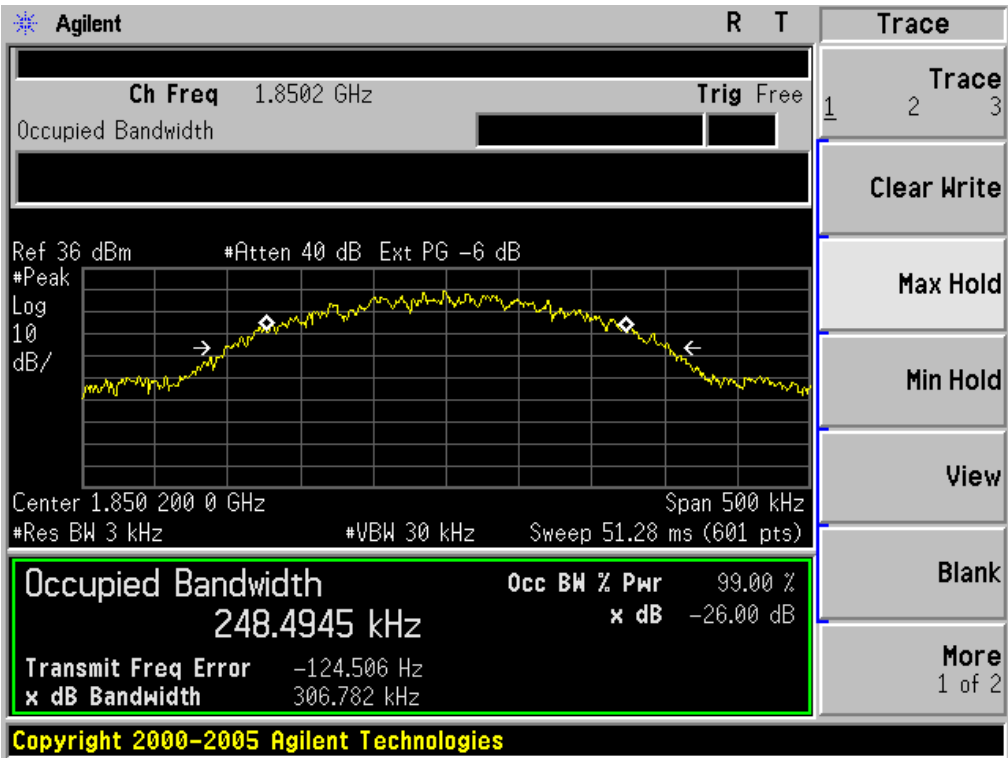 Agilent R T
Ch Freq 1.8502 GHz Trig Free
Occupied Bandwidth
Ref 36 dBm #Atten 40 dB Ext PG −6 dB
#Peak
Log
10
dB/
Center 1.850 200 0 GHz Span 500 kHz
#Res BW 3 kHz #VBW 30 kHz Sweep 51.28 ms (601 pts)
Occupied Bandwidth Occ BW % Pwr 99.00 %
248.4945 kHz x dB −26.00 dB
Transmit Freq Error −124.506 Hz
x dB Bandwidth 306.782 kHz
Copyright 2000–2005 Agilent Technologies
Trace
Trace
1 2 3
Clear Write
Max Hold
Min Hold
View
Blank
More
1 of 2